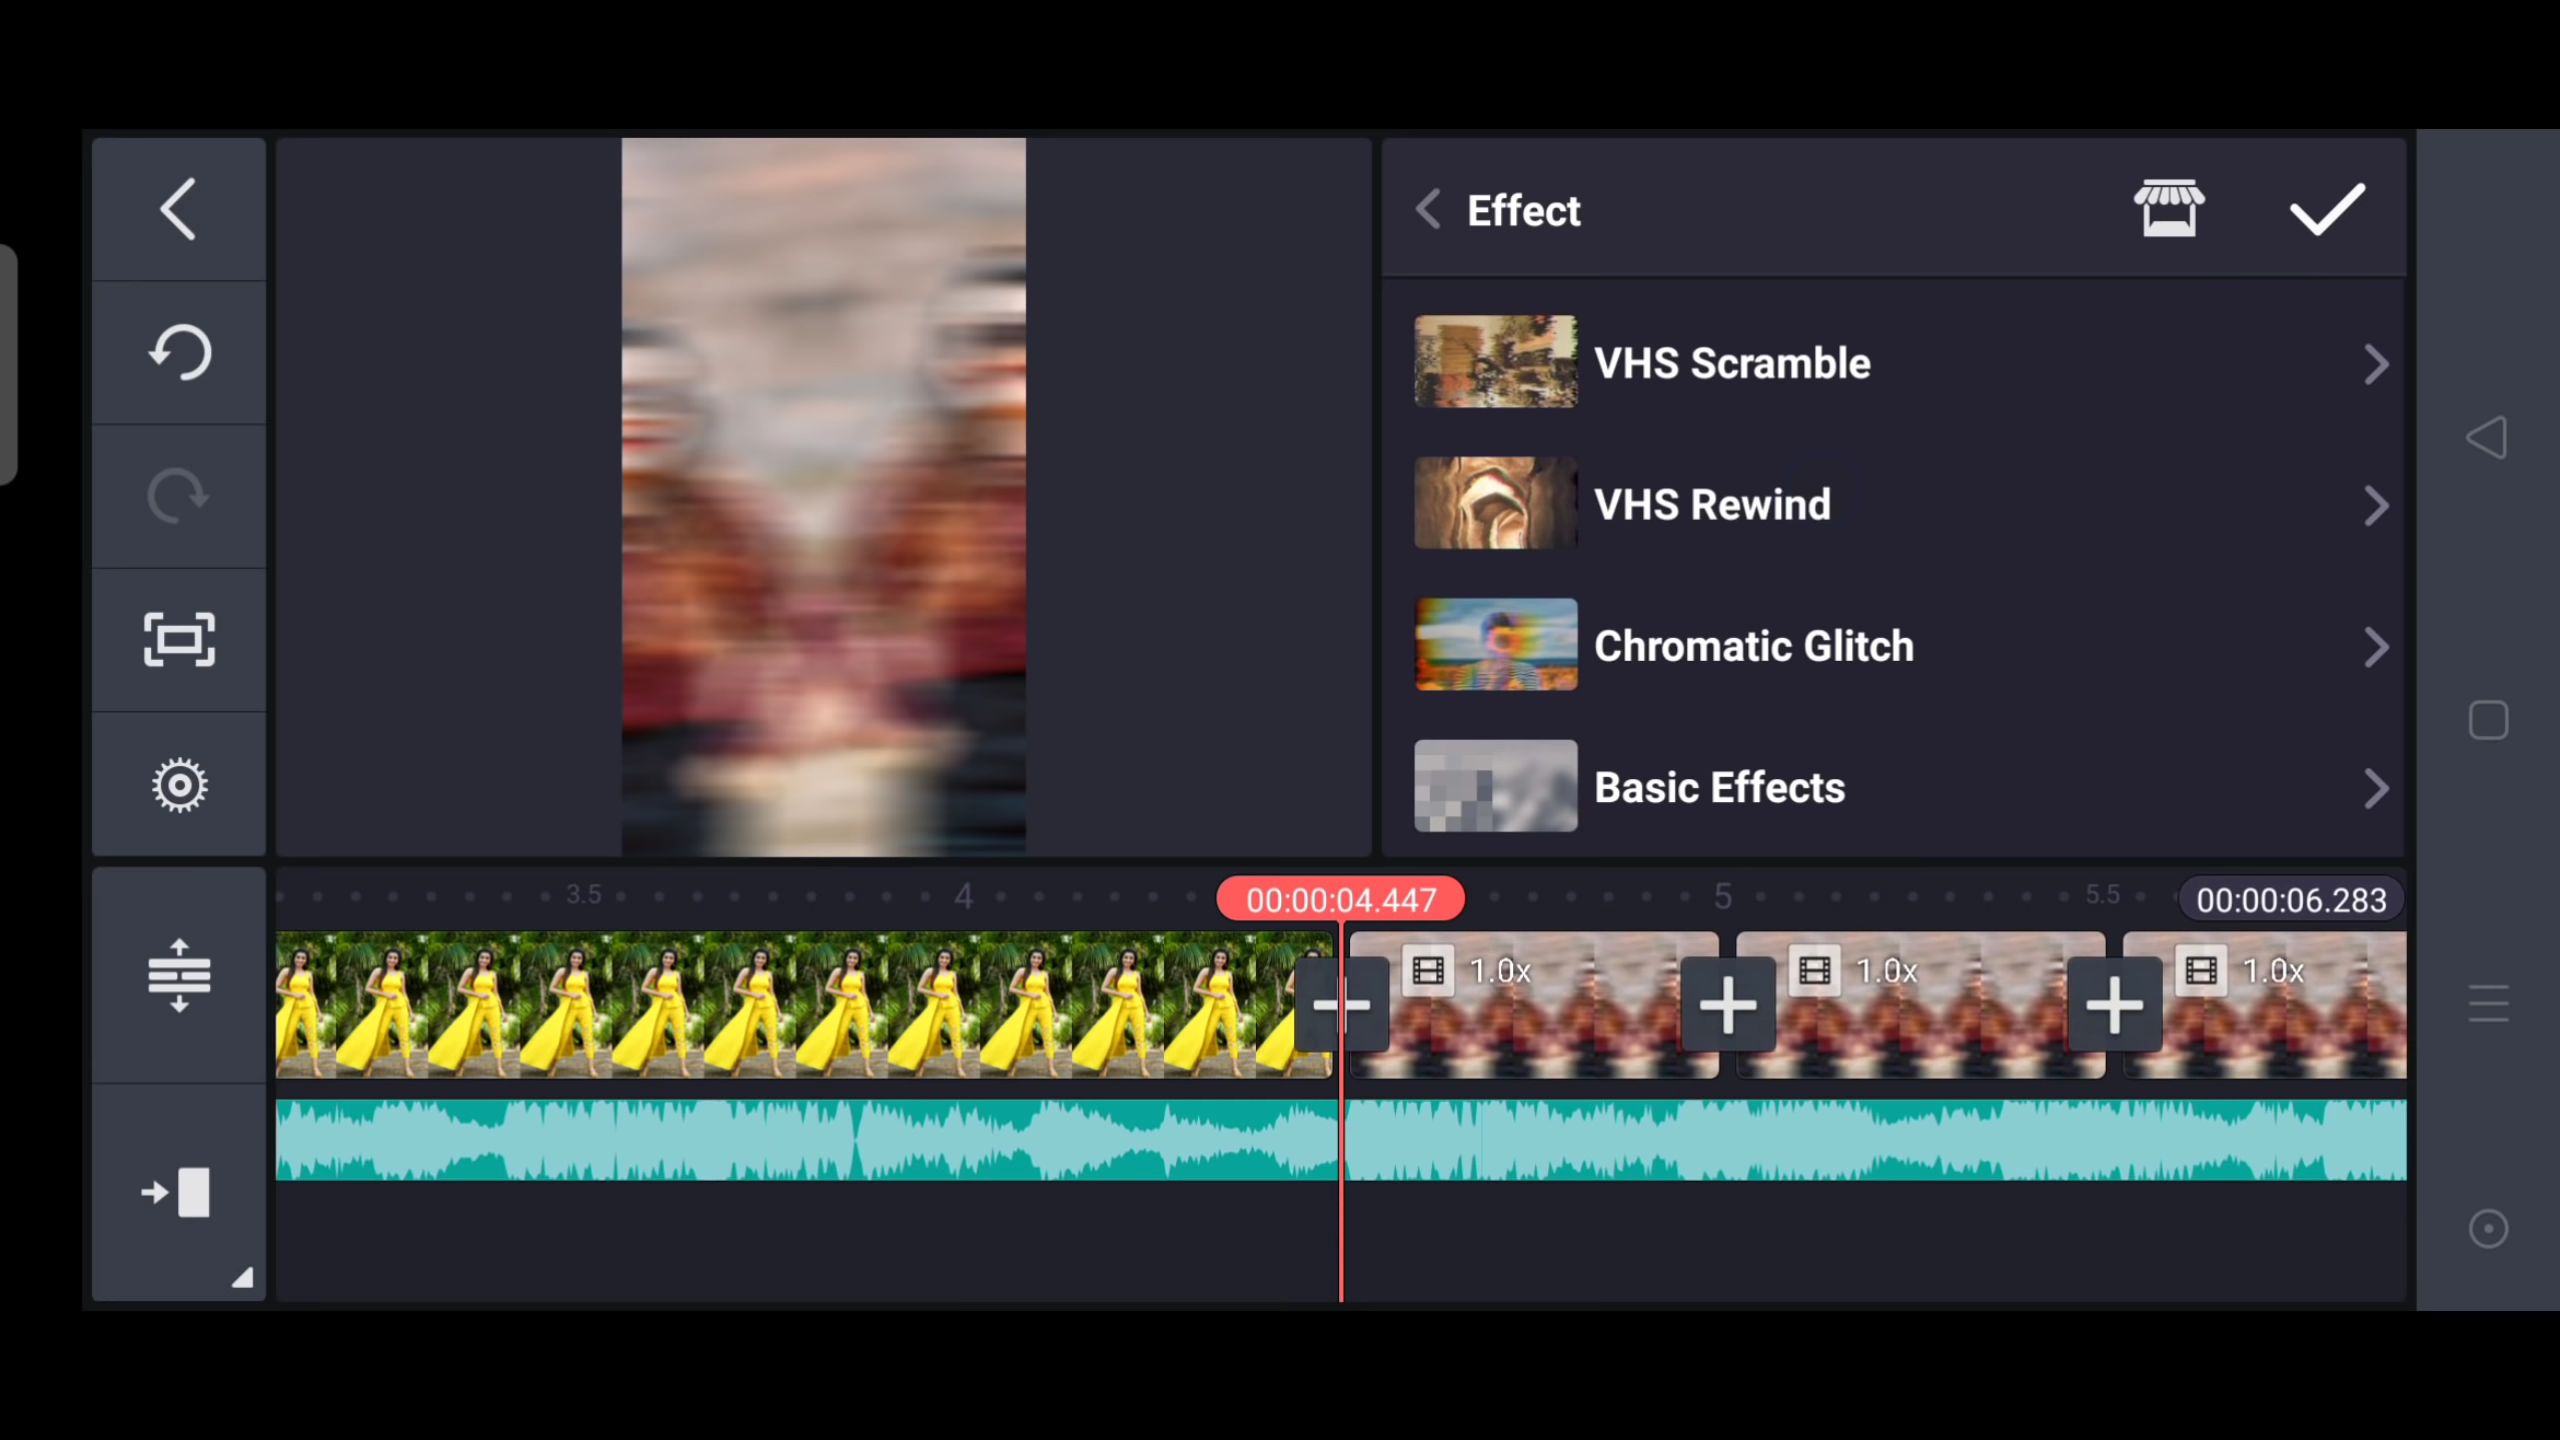 Effect
VHS Scramble
VHS Rewind
Chromatic Glitch
Basic Effects
3.5
4
00:00:04.447
5
5.5
00:00:06.283
1.0x
1.0x
1.0x